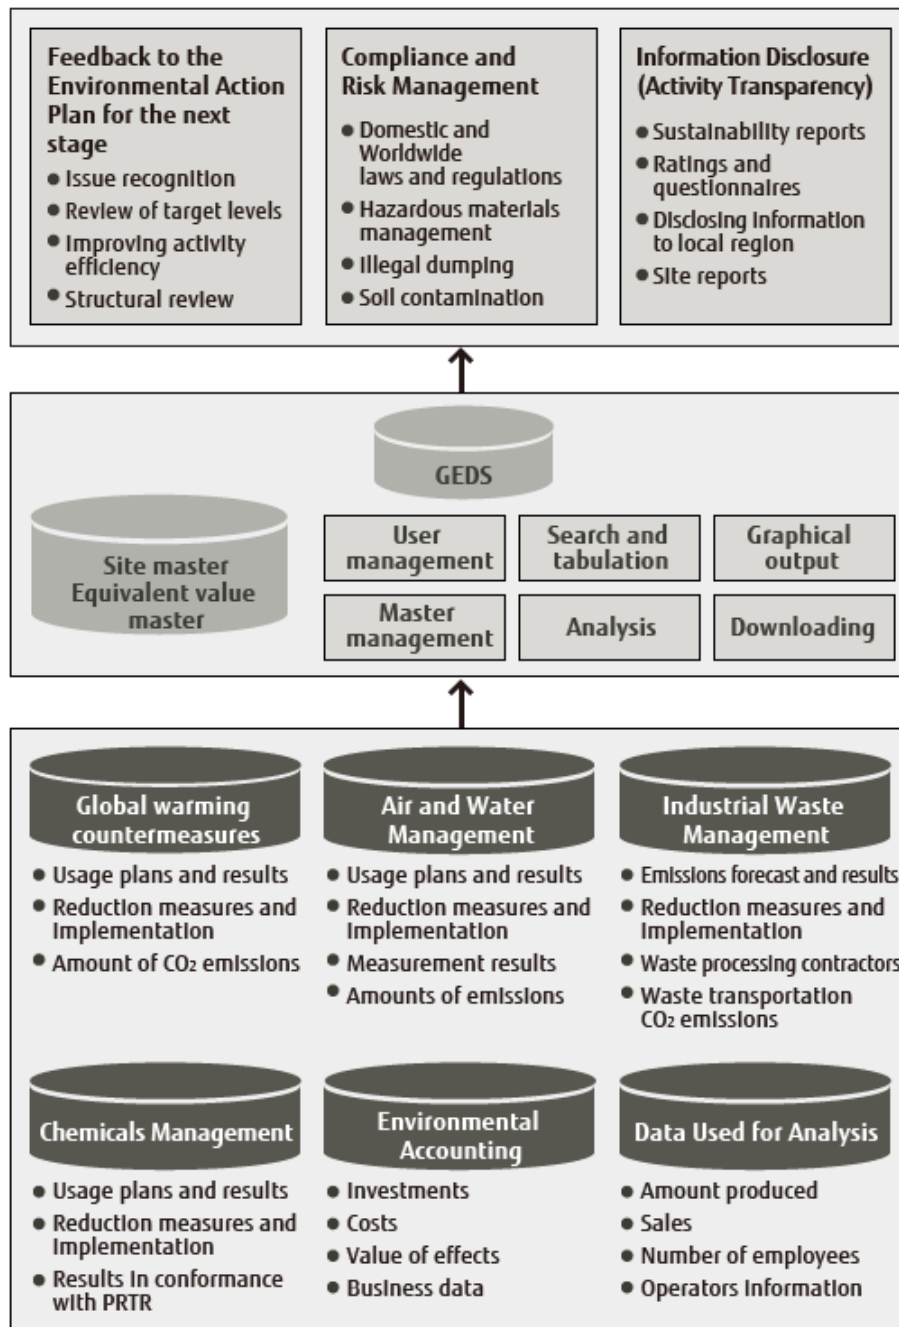 Feedback to the
Environmental Action
Plan for the next
stage
● Issue recognition
● Review of target levels
● Improving activity
efficiency
● Structural review
Compliance and
Risk Management
● Domestic and
Worldwide
laws and regulations
● Hazardous materials
management
● Illegal dumping
● Soil contamination
Information Disclosure
(Activity Transparency)
● Sustainability reports
● Ratings and
questionnaires
● Disclosing information
to local region
● Site reports
GEDS
Site master
Equivalent value
master
User
management
Search and
tabulation
Graphical
output
Master
management
Analysis
Downloading
Global warming
countermeasures
● Usage plans and results
● Reduction measures and
Implementation
● Amount of CO₂ emissions
Air and Water
Management
● Usage plans and results
● Reduction measures and
Implementation
● Measurement results
● Amounts of emissions
Industrial Waste
Management
● Emissions forecast and results
● Reduction measures and
Implementation
● Waste processing contractors
● Waste transportation
CO₂ emissions
Chemicals Management
● Usage plans and results
● Reduction measures and
Implementation
● Results in conformance
with PRTR
Environmental
Accounting
● Investments
● Costs
● Value of effects
● Business data
Data Used for Analysis
● Amount produced
● Sales
● Number of employees
● Operators information